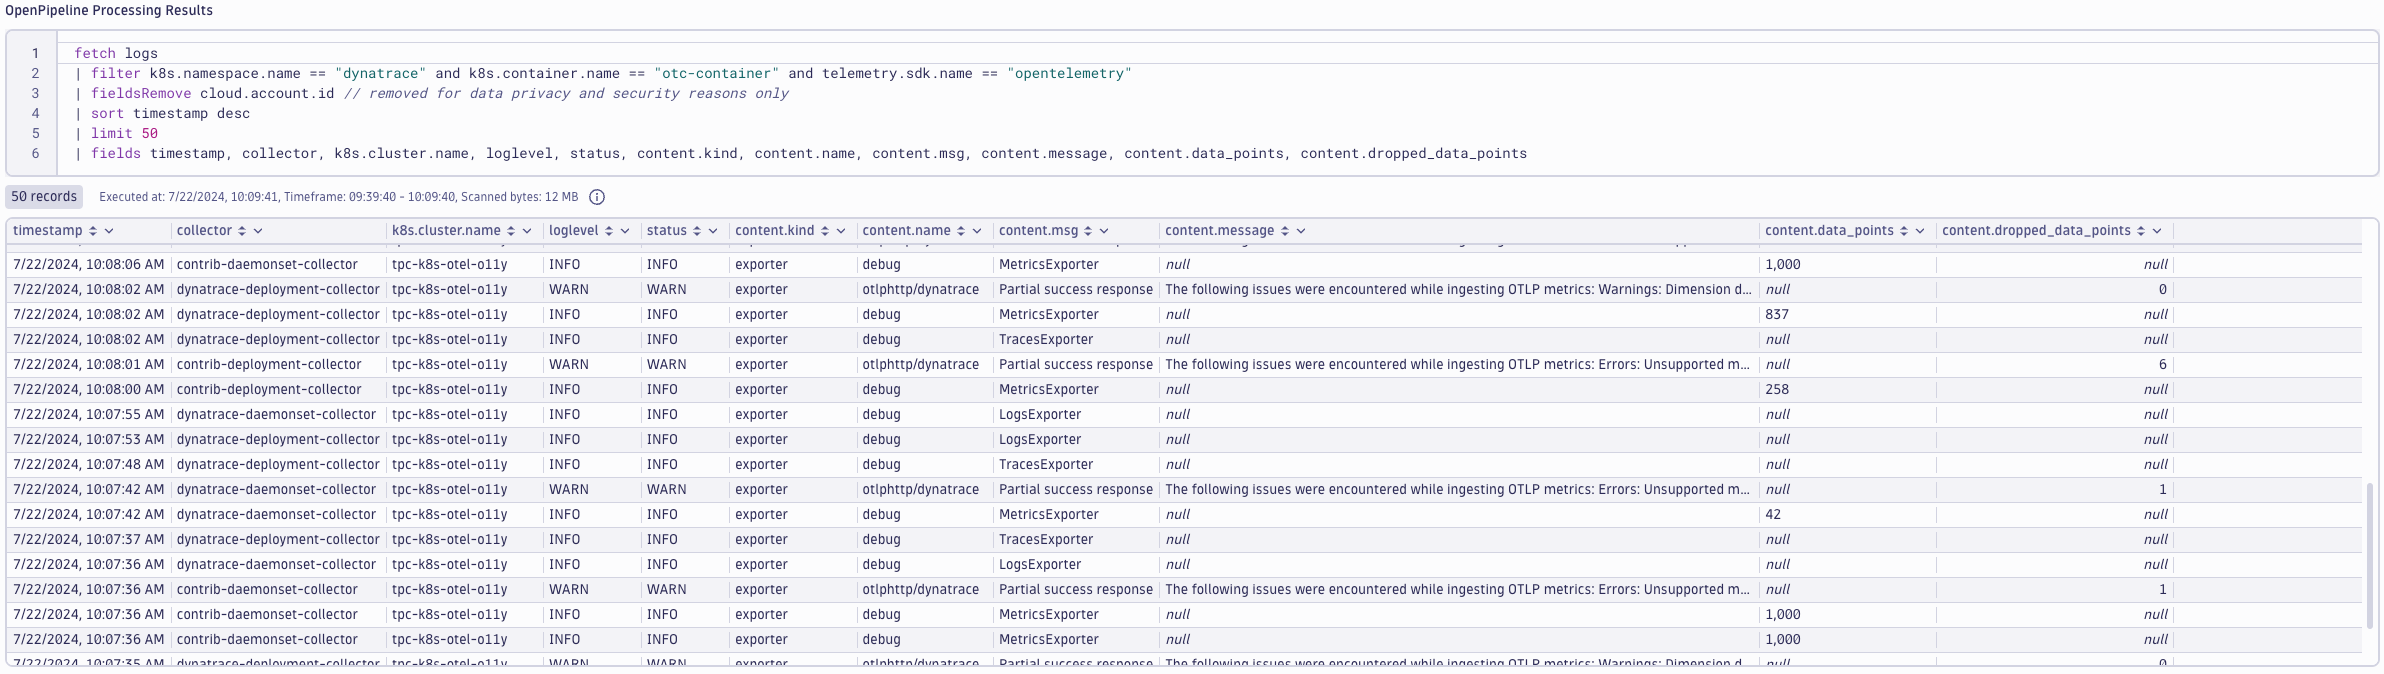 OpenPipeline Processing Results
1 fetch logs
2 | filter k8s.namespace.name == "dynatrace" and k8s.container.name == "otc-container" and telemetry.sdk.name == "opentelemetry"
3 | fieldsRemove cloud.account.id // removed for data privacy and security reasons only
4 | sort timestamp desc
5 | limit 50
6 | fields timestamp, collector, k8s.cluster.name, loglevel, status, content.kind, content.name, content.msg, content.message, content.data_points, content.dropped_data_points
50 records Executed at: 7/22/2024, 10:09:41, Timeframe: 09:39:40 - 10:09:40, Scanned bytes: 12 MB
timestamp collector k8s.cluster.name loglevel status content.kind content.name content.msg content.message content.data_points content.dropped_data_points
7/22/2024, 10:08:06 AM contrib-daemonset-collector tpc-k8s-otel-o11y INFO INFO exporter debug MetricsExporter null 1,000 null
7/22/2024, 10:08:02 AM dynatrace-deployment-collector tpc-k8s-otel-o11y WARN WARN exporter otlphttp/dynatrace Partial success response The following issues were encountered while ingesting OTLP metrics: Warnings: Dimension d... null 0
7/22/2024, 10:08:02 AM dynatrace-deployment-collector tpc-k8s-otel-o11y INFO INFO exporter debug MetricsExporter null 837 null
7/22/2024, 10:08:02 AM dynatrace-deployment-collector tpc-k8s-otel-o11y INFO INFO exporter debug TracesExporter null null null
7/22/2024, 10:08:01 AM contrib-deployment-collector tpc-k8s-otel-o11y WARN WARN exporter otlphttp/dynatrace Partial success response The following issues were encountered while ingesting OTLP metrics: Errors: Unsupported m... null 6
7/22/2024, 10:08:00 AM contrib-deployment-collector tpc-k8s-otel-o11y INFO INFO exporter debug MetricsExporter null 258 null
7/22/2024, 10:07:55 AM dynatrace-daemonset-collector tpc-k8s-otel-o11y INFO INFO exporter debug LogsExporter null null null
7/22/2024, 10:07:53 AM dynatrace-deployment-collector tpc-k8s-otel-o11y INFO INFO exporter debug LogsExporter null null null
7/22/2024, 10:07:48 AM dynatrace-deployment-collector tpc-k8s-otel-o11y INFO INFO exporter debug TracesExporter null null null
7/22/2024, 10:07:42 AM dynatrace-daemonset-collector tpc-k8s-otel-o11y WARN WARN exporter otlphttp/dynatrace Partial success response The following issues were encountered while ingesting OTLP metrics: Errors: Unsupported m... null 1
7/22/2024, 10:07:42 AM dynatrace-daemonset-collector tpc-k8s-otel-o11y INFO INFO exporter debug MetricsExporter null 42 null
7/22/2024, 10:07:37 AM dynatrace-deployment-collector tpc-k8s-otel-o11y INFO INFO exporter debug TracesExporter null null null
7/22/2024, 10:07:36 AM dynatrace-daemonset-collector tpc-k8s-otel-o11y INFO INFO exporter debug LogsExporter null null null
7/22/2024, 10:07:36 AM contrib-daemonset-collector tpc-k8s-otel-o11y WARN WARN exporter otlphttp/dynatrace Partial success response The following issues were encountered while ingesting OTLP metrics: Errors: Unsupported m... null 1
7/22/2024, 10:07:36 AM contrib-daemonset-collector tpc-k8s-otel-o11y INFO INFO exporter debug MetricsExporter null 1,000 null
7/22/2024, 10:07:36 AM contrib-daemonset-collector tpc-k8s-otel-o11y INFO INFO exporter debug MetricsExporter null 1,000 null
7/22/2024, 10:07:35 AM dynatrace-deployment-collector tpc-k8s-otel-o11y WARN WARN exporter otlphttp/dynatrace Partial success response The following issues were encountered while ingesting OTLP metrics: Warnings: Dimension d... null 0